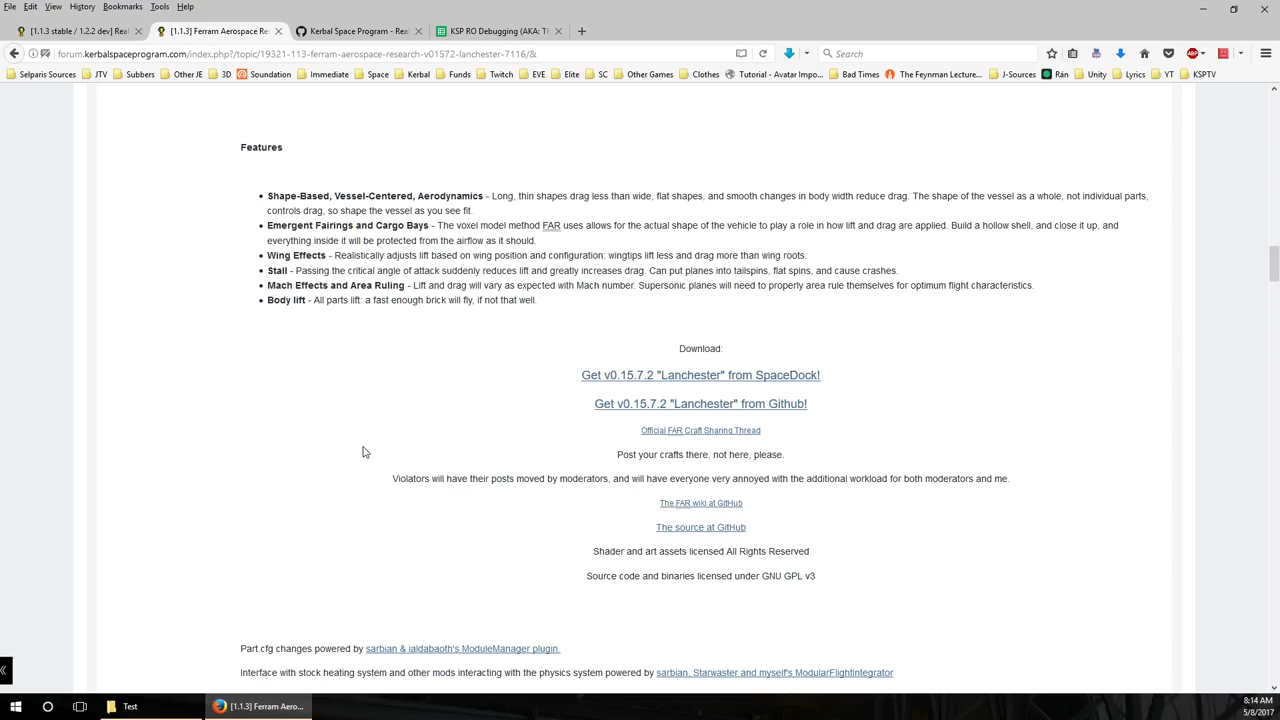 File Edit View History Bookmarks Tools Help
[1.1.3 stable / 1.2.2 dev] Real
[1.1.3] Ferram Aerospace Re
Kerbal Space Program - Real
KSP RO Debugging (AKA: Th
forum.kerbalspaceprogram.com/index.php?/topic/19321-113-ferram-aerospace-research-v01572-lanchester-7116/&
Search
Selparis Sources JTV Subbers Other JE 3D Soundation Immediate Space Kerbal Funds Twitch EVE Elite SC Other Games Clothes Tutorial - Avatar Impo... Bad Times The Feynman Lecture... J-Sources Rán Unity Lyrics YT KSPTV
Features
Shape-Based, Vessel-Centered, Aerodynamics - Long, thin shapes drag less than wide, flat shapes, and smooth changes in body width reduce drag. The shape of the vessel as a whole, not individual parts,
controls drag, so shape the vessel as you see fit.
Emergent Fairings and Cargo Bays - The voxel model method FAR uses allows for the actual shape of the vehicle to play a role in how lift and drag are applied. Build a hollow shell, and close it up, and
everything inside it will be protected from the airflow as it should.
Wing Effects - Realistically adjusts lift based on wing position and configuration: wingtips lift less and drag more than wing roots.
Stall - Passing the critical angle of attack suddenly reduces lift and greatly increases drag. Can put planes into tailspins, flat spins, and cause crashes.
Mach Effects and Area Ruling - Lift and drag will vary as expected with Mach number. Supersonic planes will need to properly area rule themselves for optimum flight characteristics.
Body lift - All parts lift: a fast enough brick will fly, if not that well.
Download:
Get v0.15.7.2 "Lanchester" from SpaceDock!
Get v0.15.7.2 "Lanchester" from Github!
Official FAR Craft Sharing Thread
Post your crafts there, not here, please.
Violators will have their posts moved by moderators, and will have everyone very annoyed with the additional workload for both moderators and me.
The FAR wiki at GitHub
The source at GitHub
Shader and art assets licensed All Rights Reserved
Source code and binaries licensed under GNU GPL v3
Part.cfg changes powered by sarbian & ialdabaoth's ModuleManager plugin.
Interface with stock heating system and other mods interacting with the physics system powered by sarbian, Starwaster and myself's ModularFlightIntegrator
Test
[1.1.3] Ferram Aero...
8:14 AM
5/8/2017